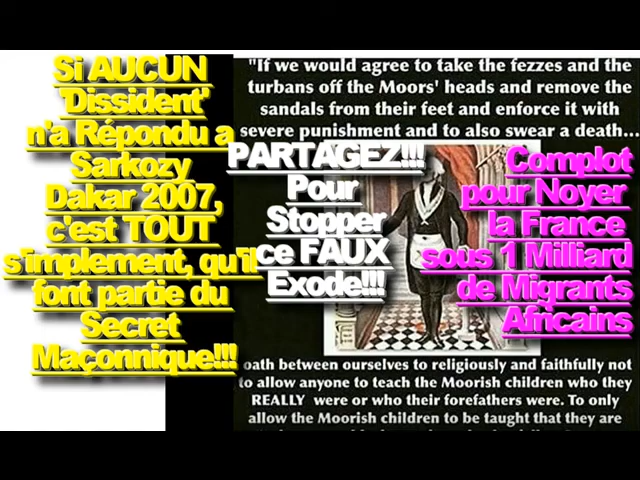 Si AUCUN
'Dissident'
n'a Répondu a
Sarkozy
Dakar 2007,
c'est TOUT
s'implement, qu'il
font partie du
Secret
Maçonnique!!!
"If we would agree to take the fezzes and the
turbans off the Moors' heads and remove the
sandals from their feet and enforce it with
severe punishment and to also swear a death...
PARTAGEZ!!!
Pour
Stopper
ce FAUX
Exode!!!
Complot
pour Noyer
la France
sous 1 Milliard
de Migrants
Africains
oath between ourselves to religiously and faithfully not
to allow anyone to teach the Moorish children who they
REALLY were or who their forefathers were. To only
allow the Moorish children to be taught that they are